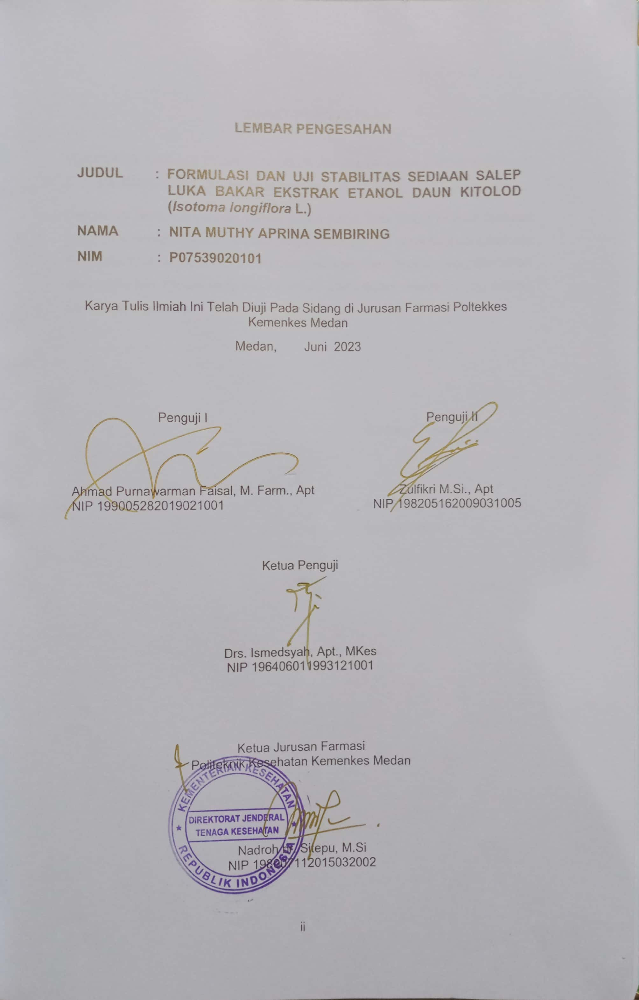 LEMBAR PENGESAHAN
JUDUL : FORMULASI DAN UJI STABILITAS SEDIAAN SALEP
LUKA BAKAR EKSTRAK ETANOL DAUN KITOLOD
(Isotoma longiflora L.)
NAMA : NITA MUTHY APRINA SEMBIRING
NIM : P07539020101
Karya Tulis Ilmiah Ini Telah Diuji Pada Sidang di Jurusan Farmasi Poltekkes
Kemenkes Medan
Medan, Juni 2023
Penguji I
Penguji II
Ahmad Purnawarman Faisal, M. Farm., Apt
NIP 199005282019021001
Zulfikri M.Si., Apt
NIP 198205162009031005
Ketua Penguji
Drs. Ismedsyah, Apt., MKes
NIP 196406011993121001
Ketua Jurusan Farmasi
Politeknik Kesehatan Kemenkes Medan
KEMENTERIAN KESEHATAN
DIREKTORAT JENDERAL
TENAGA KESEHATAN
REPUBLIK INDONESIA
Nadroh br. Sitepu, M.Si
NIP
ii